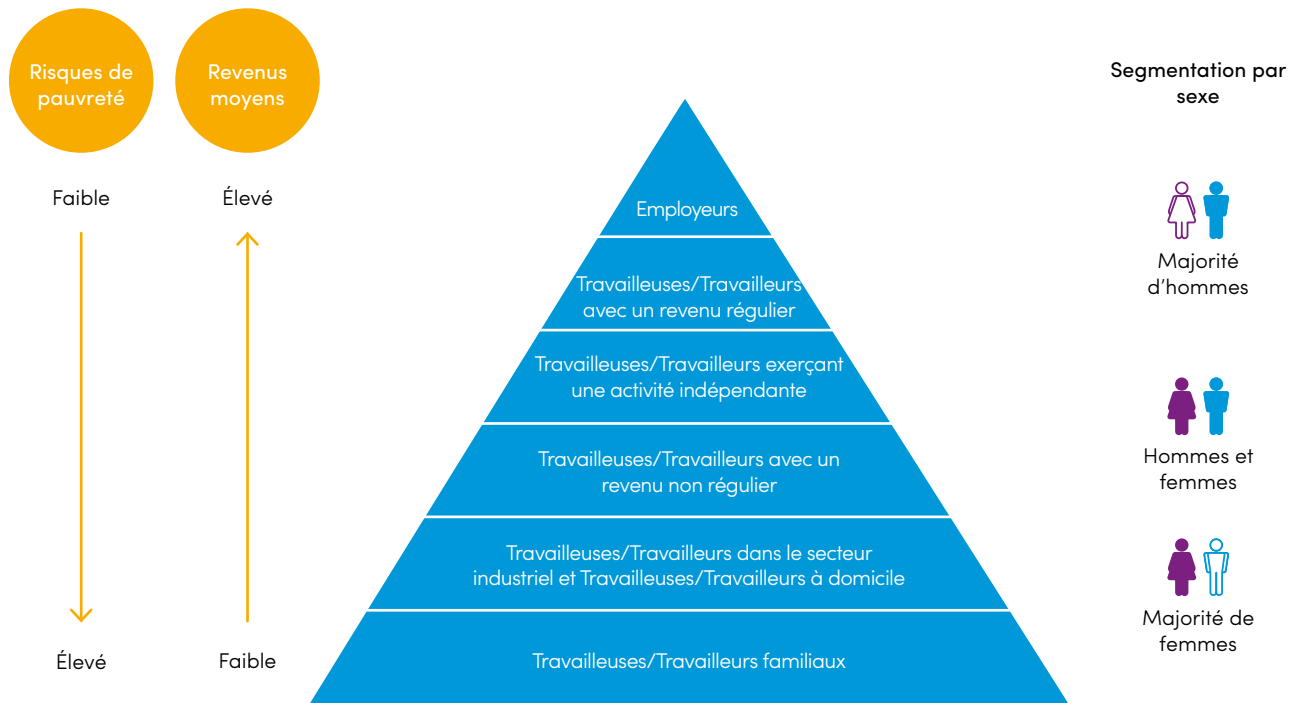 Risques de
pauvreté
Revenus
moyens
Segmentation par
sexe
Faible
Élevé
Employeurs
Majorité
d'hommes
Travailleuses/Travailleurs
avec un revenu régulier
Travailleuses/Travailleurs exerçant
une activité indépendante
Hommes et
femmes
Travailleuses/Travailleurs avec un
revenu non régulier
Travailleuses/Travailleurs dans le secteur
industriel et Travailleuses/Travailleurs à domicile
Majorité de
femmes
Élevé
Faible
Travailleuses/Travailleurs familiaux